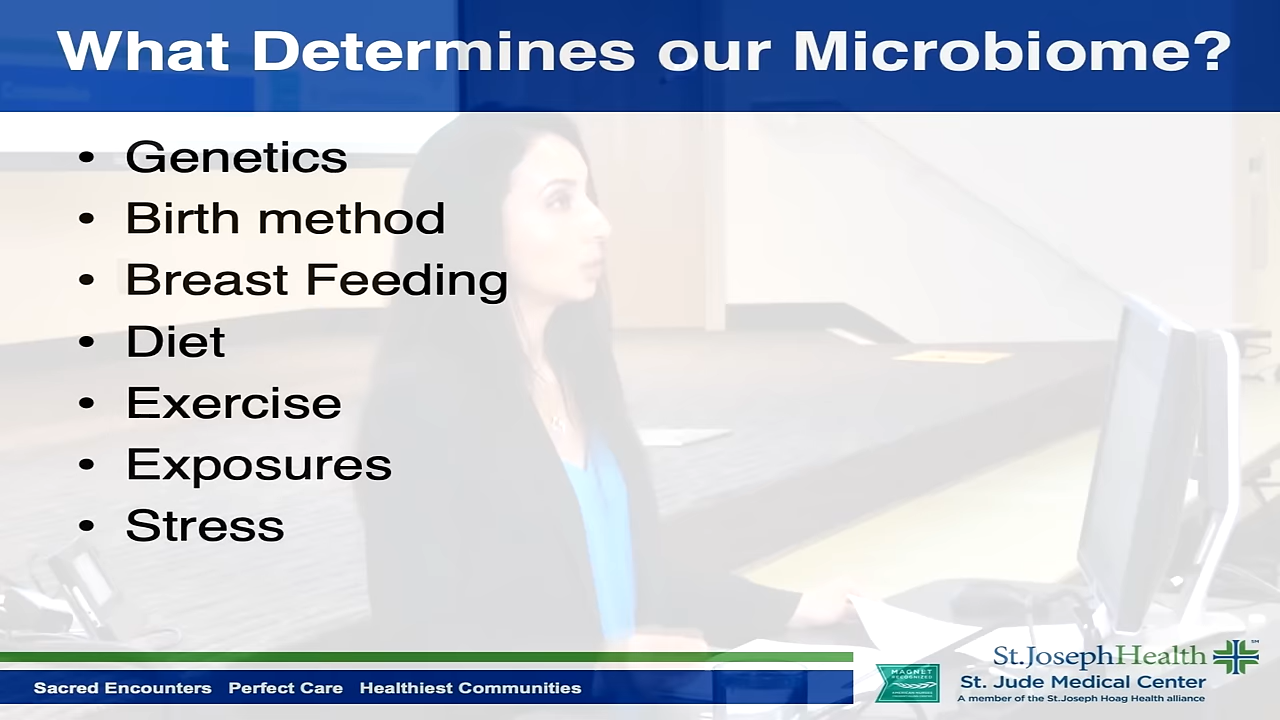 What Determines our Microbiome?
• Genetics
• Birth method
• Breast Feeding
• Diet
• Exercise
• Exposures
• Stress
Sacred Encounters Perfect Care Healthiest Communities
MAGNET
RECOGNIZED
St.JosephHealth
SM
St. Jude Medical Center
A member of the St.Joseph Hoag Health alliance